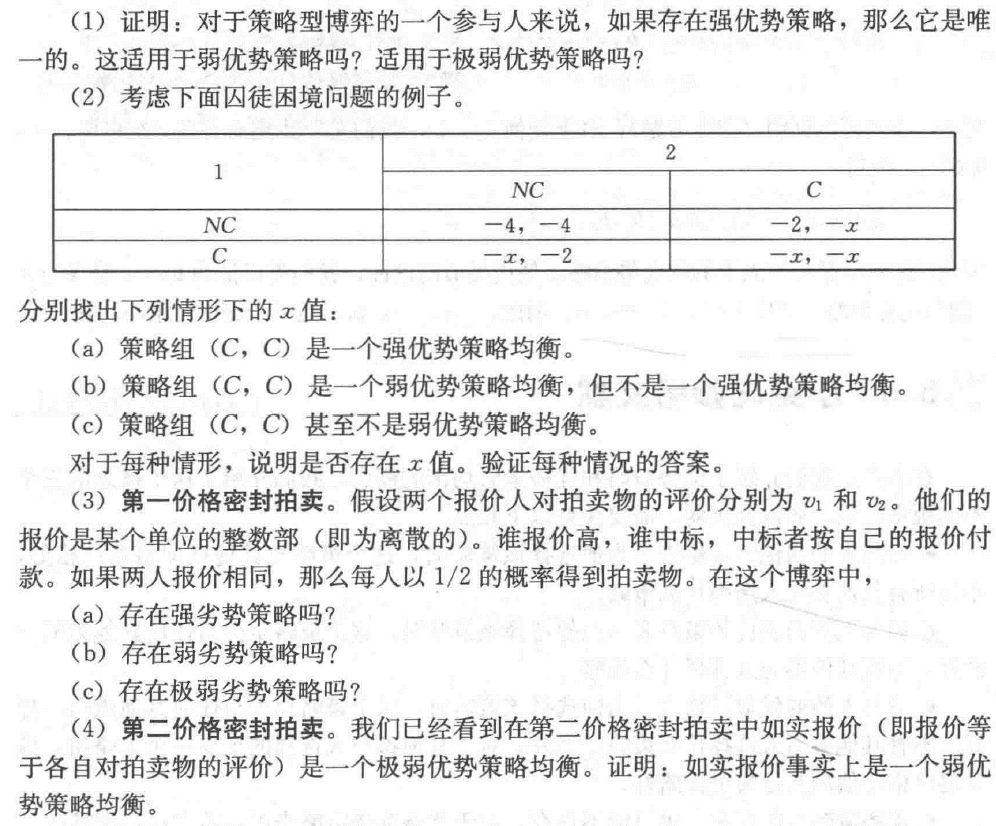 （1）证明：对于策略型博弈的一个参与人来说，如果存在强优势策略，那么它是唯
一的。这适用于弱优势策略吗？适用于极弱优势策略吗？
（2）考虑下面囚徒困境问题的例子。
1 2
NC C
NC −4，−4 −2，−x
C −x，−2 −x，−x
分别找出下列情形下的 x 值：
（a）策略组（C，C）是一个强优势策略均衡。
（b）策略组（C，C）是一个弱优势策略均衡，但不是一个强优势策略均衡。
（c）策略组（C，C）甚至不是弱优势策略均衡。
对于每种情形，说明是否存在 x 值。验证每种情况的答案。
（3）第一价格密封拍卖。假设两个报价人对拍卖物的评价分别为 v₁ 和 v₂。他们的
报价是某个单位的整数部（即为离散的）。谁报价高，谁中标，中标者按自己的报价付
款。如果两人报价相同，那么每人以 1/2 的概率得到拍卖物。在这个博弈中，
（a）存在强劣势策略吗？
（b）存在弱劣势策略吗？
（c）存在极弱劣势策略吗？
（4）第二价格密封拍卖。我们已经看到在第二价格密封拍卖中如实报价（即报价等
于各自对拍卖物的评价）是一个极弱优势策略均衡。证明：如实报价事实上是一个弱优
势策略均衡。